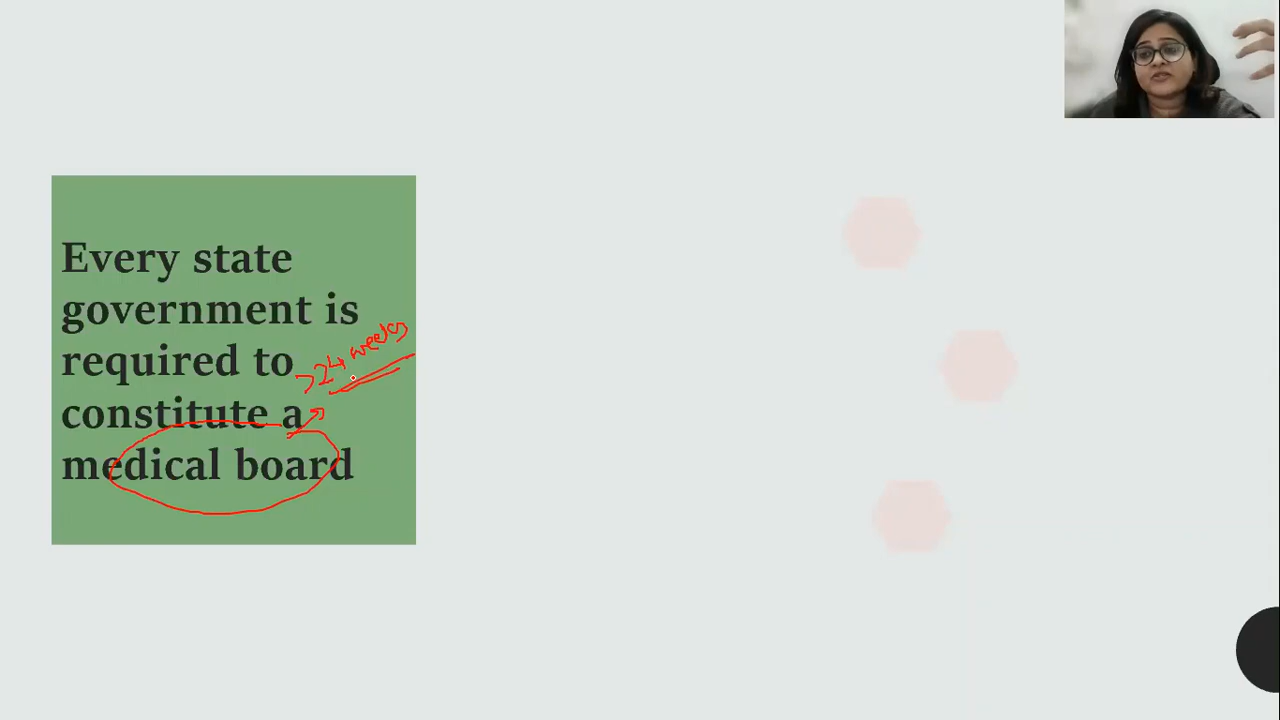 Every state
government is
required to
>24 weeks
constitute a
medical board